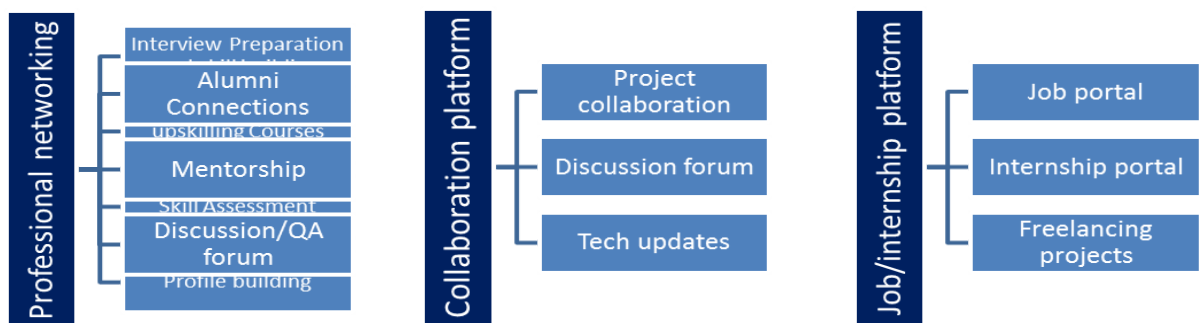 Professional networking
Interview Preparation
Alumni
Connections
upskilling Courses
Mentorship
Skill Assessment
Discussion/QA
forum
Profile building
Collaboration platform
Project
collaboration
Discussion forum
Tech updates
Job/internship platform
Job portal
Internship portal
Freelancing
projects